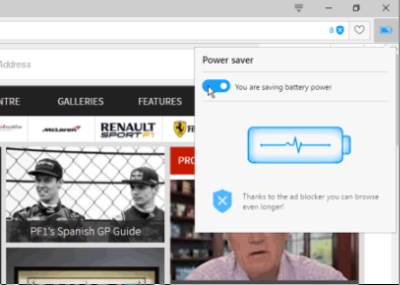 8
Address
Power saver
You are saving battery power
NTRE GALLERIES FEATURES
McLaren RENAULT
SPORT F1
PRO
Thanks to the ad blocker you can browse
even longer!
PF1's Spanish GP Guide